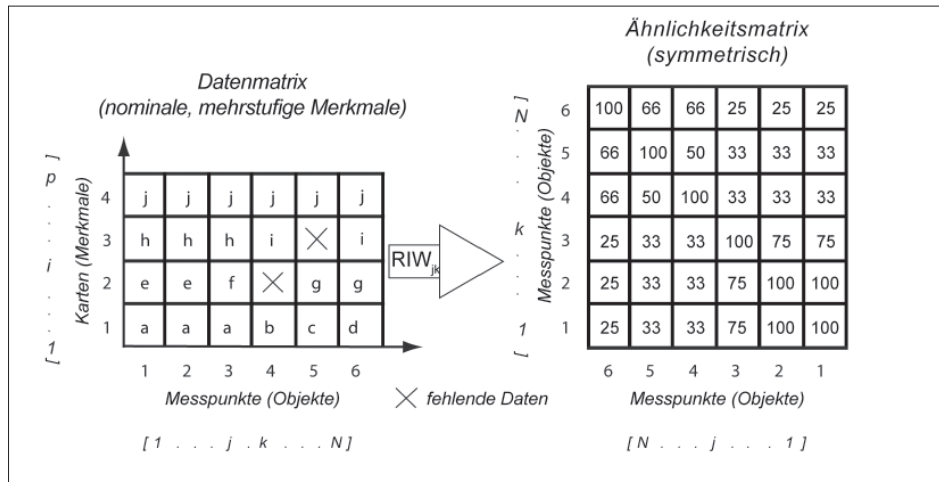 Datenmatrix
(nominale, mehrstufige Merkmale)
[ 1 . . . i . . . . p ]
Karten (Merkmale)
4 j j j j j j
3 h h h i i
2 e e f g g
1 a a a b c d
1 2 3 4 5 6
Messpunkte (Objekte)
fehlende Daten
[ 1 . . . j . k . . . N ]
RIWjk
Ähnlichkeitsmatrix
(symmetrisch)
[ 1 . . . k . . . N ]
Messpunkte (Objekte)
6 100 66 66 25 25 25
5 66 100 50 33 33 33
4 66 50 100 33 33 33
3 25 33 33 100 75 75
2 25 33 33 75 100 100
1 25 33 33 75 100 100
6 5 4 3 2 1
Messpunkte (Objekte)
[ N . . . j . . . 1 ]